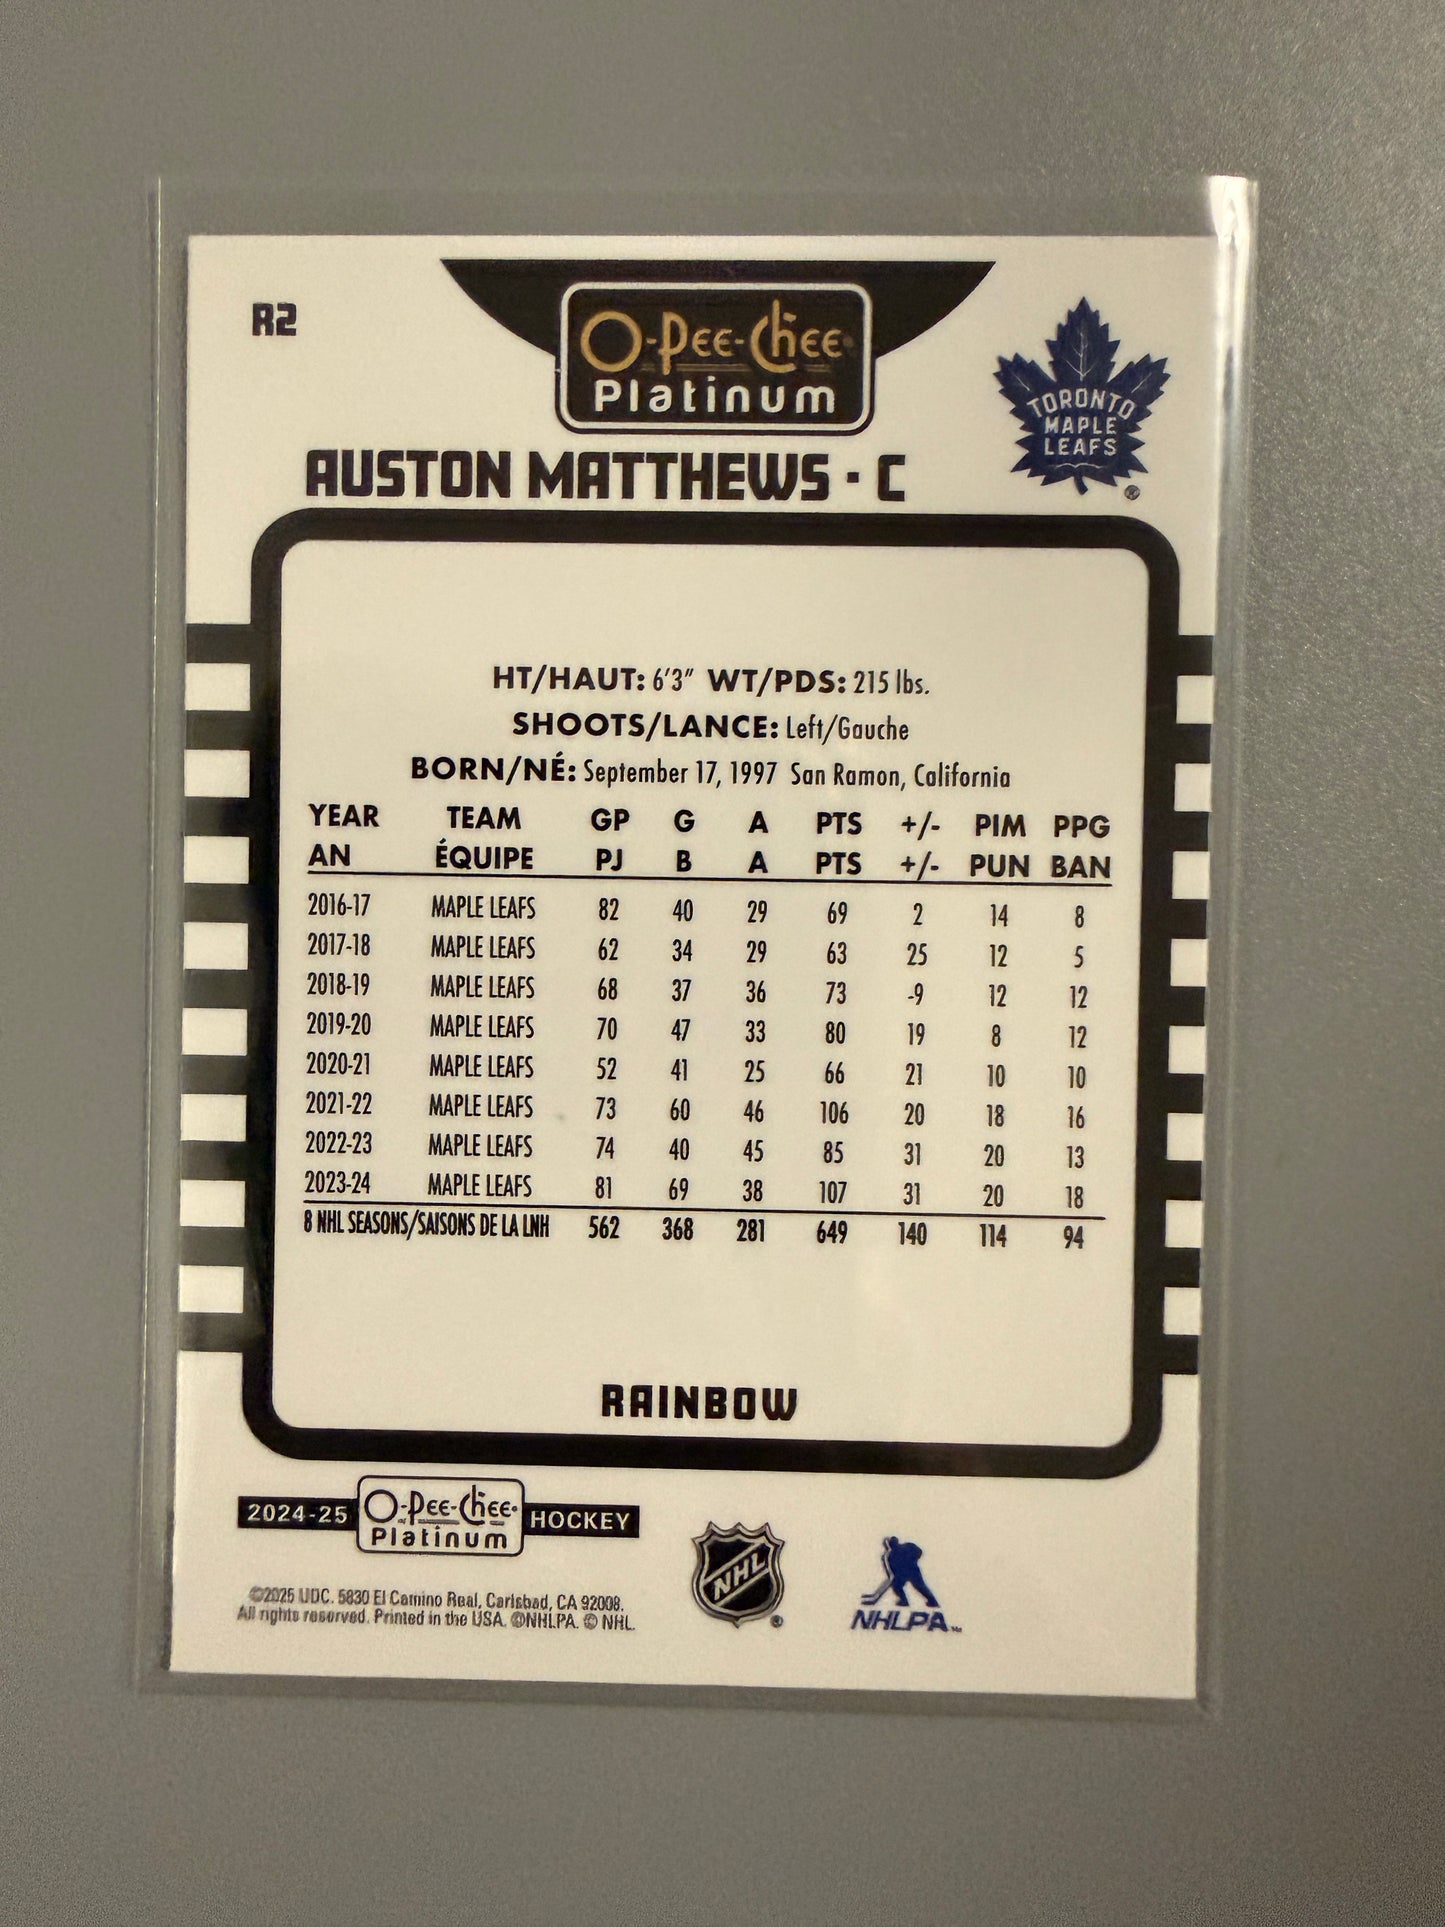 R2
O-Pee-Chee
Platinum
TORONTO
MAPLE
LEAFS
®
AUSTON MATTHEWS · C
HT/HAUT: 6'3" WT/PDS: 215 lbs.
SHOOTS/LANCE: Left/Gauche
BORN/NÉ: September 17, 1997 San Ramon, California
YEAR TEAM GP G A PTS +/- PIM PPG
AN ÉQUIPE PJ B A PTS +/- PUN BAN
2016-17 MAPLE LEAFS 82 40 29 69 2 14 8
2017-18 MAPLE LEAFS 62 34 29 63 25 12 5
2018-19 MAPLE LEAFS 68 37 36 73 -9 12 12
2019-20 MAPLE LEAFS 70 47 33 80 19 8 12
2020-21 MAPLE LEAFS 52 41 25 66 21 10 10
2021-22 MAPLE LEAFS 73 60 46 106 20 18 16
2022-23 MAPLE LEAFS 74 40 45 85 31 20 13
2023-24 MAPLE LEAFS 81 69 38 107 31 20 18
8 NHL SEASONS/SAISONS DE LA LNH 562 368 281 649 140 114 94
RAINBOW
2024-25 O-Pee-Chee Platinum HOCKEY
©2025 UDC. 5830 El Camino Real, Carlsbad, CA 92008.
All rights reserved. Printed in the USA. ©NHLPA. © NHL.
NHL ®
NHLPA™